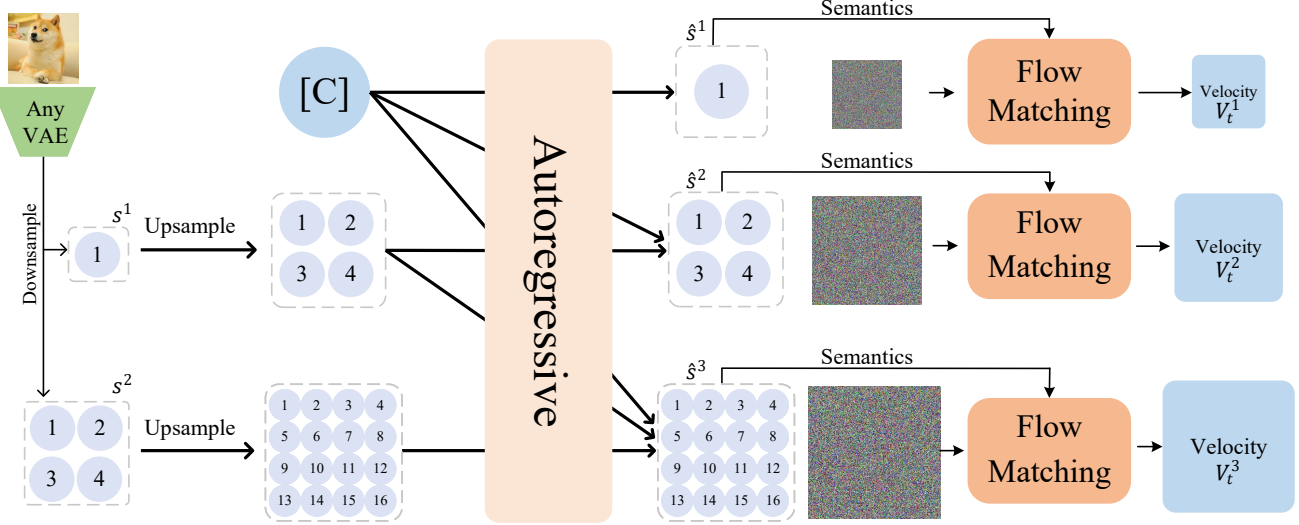 Any
VAE
Downsample
s¹
1
Upsample
1 2
3 4
s²
1 2
3 4
Upsample
1 2 3 4
5 6 7 8
9 10 11 12
13 14 15 16
[C]
Autoregressive
ŝ¹
1
Semantics
Flow
Matching
Velocity
V_t^1
ŝ²
1 2
3 4
Semantics
Flow
Matching
Velocity
V_t^2
ŝ³
1 2 3 4
5 6 7 8
9 10 11 12
13 14 15 16
Semantics
Flow
Matching
Velocity
V_t^3